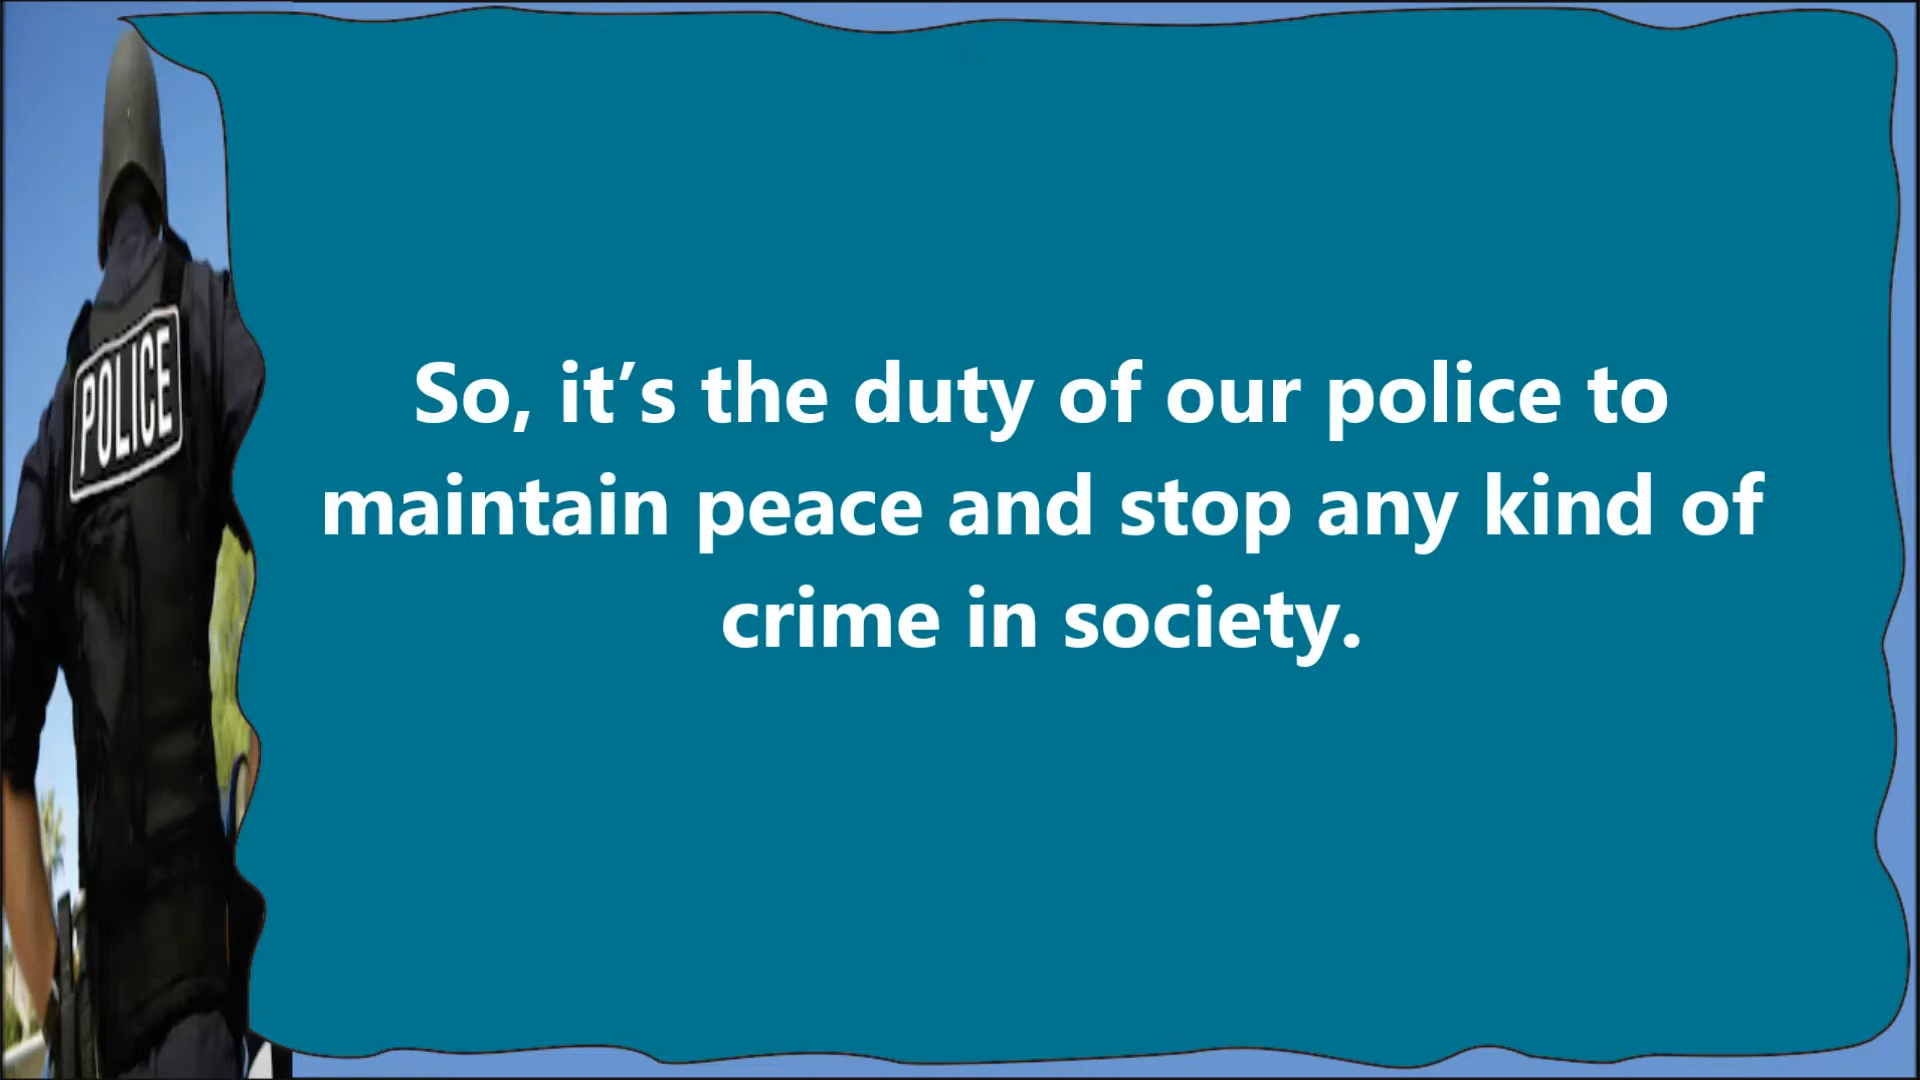 POLICE
So, it’s the duty of our police to
maintain peace and stop any kind of
crime in society.